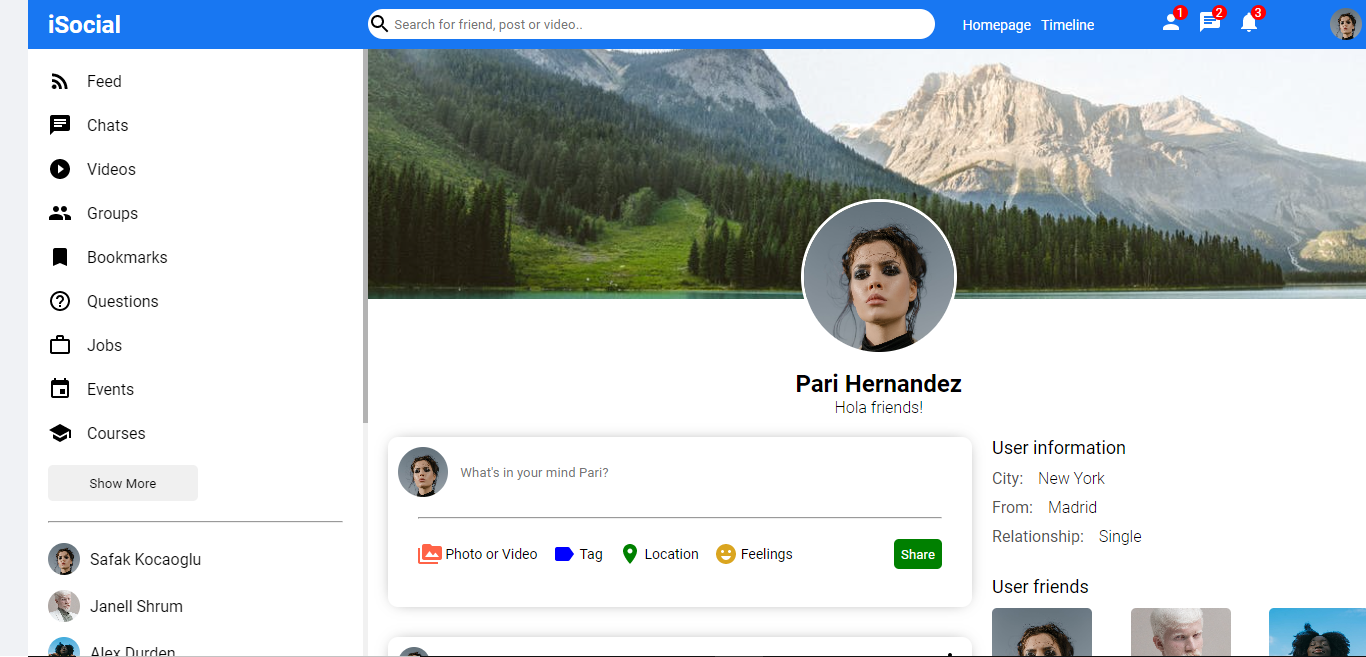 iSocial
Search for friend, post or video..
Homepage Timeline
1
2
3
Feed
Chats
Videos
Groups
Bookmarks
Questions
Jobs
Events
Courses
Show More
Safak Kocaoglu
Janell Shrum
Alex Durden
Pari Hernandez
Hola friends!
What's in your mind Pari?
Photo or Video
Tag
Location
Feelings
Share
User information
City: New York
From: Madrid
Relationship: Single
User friends